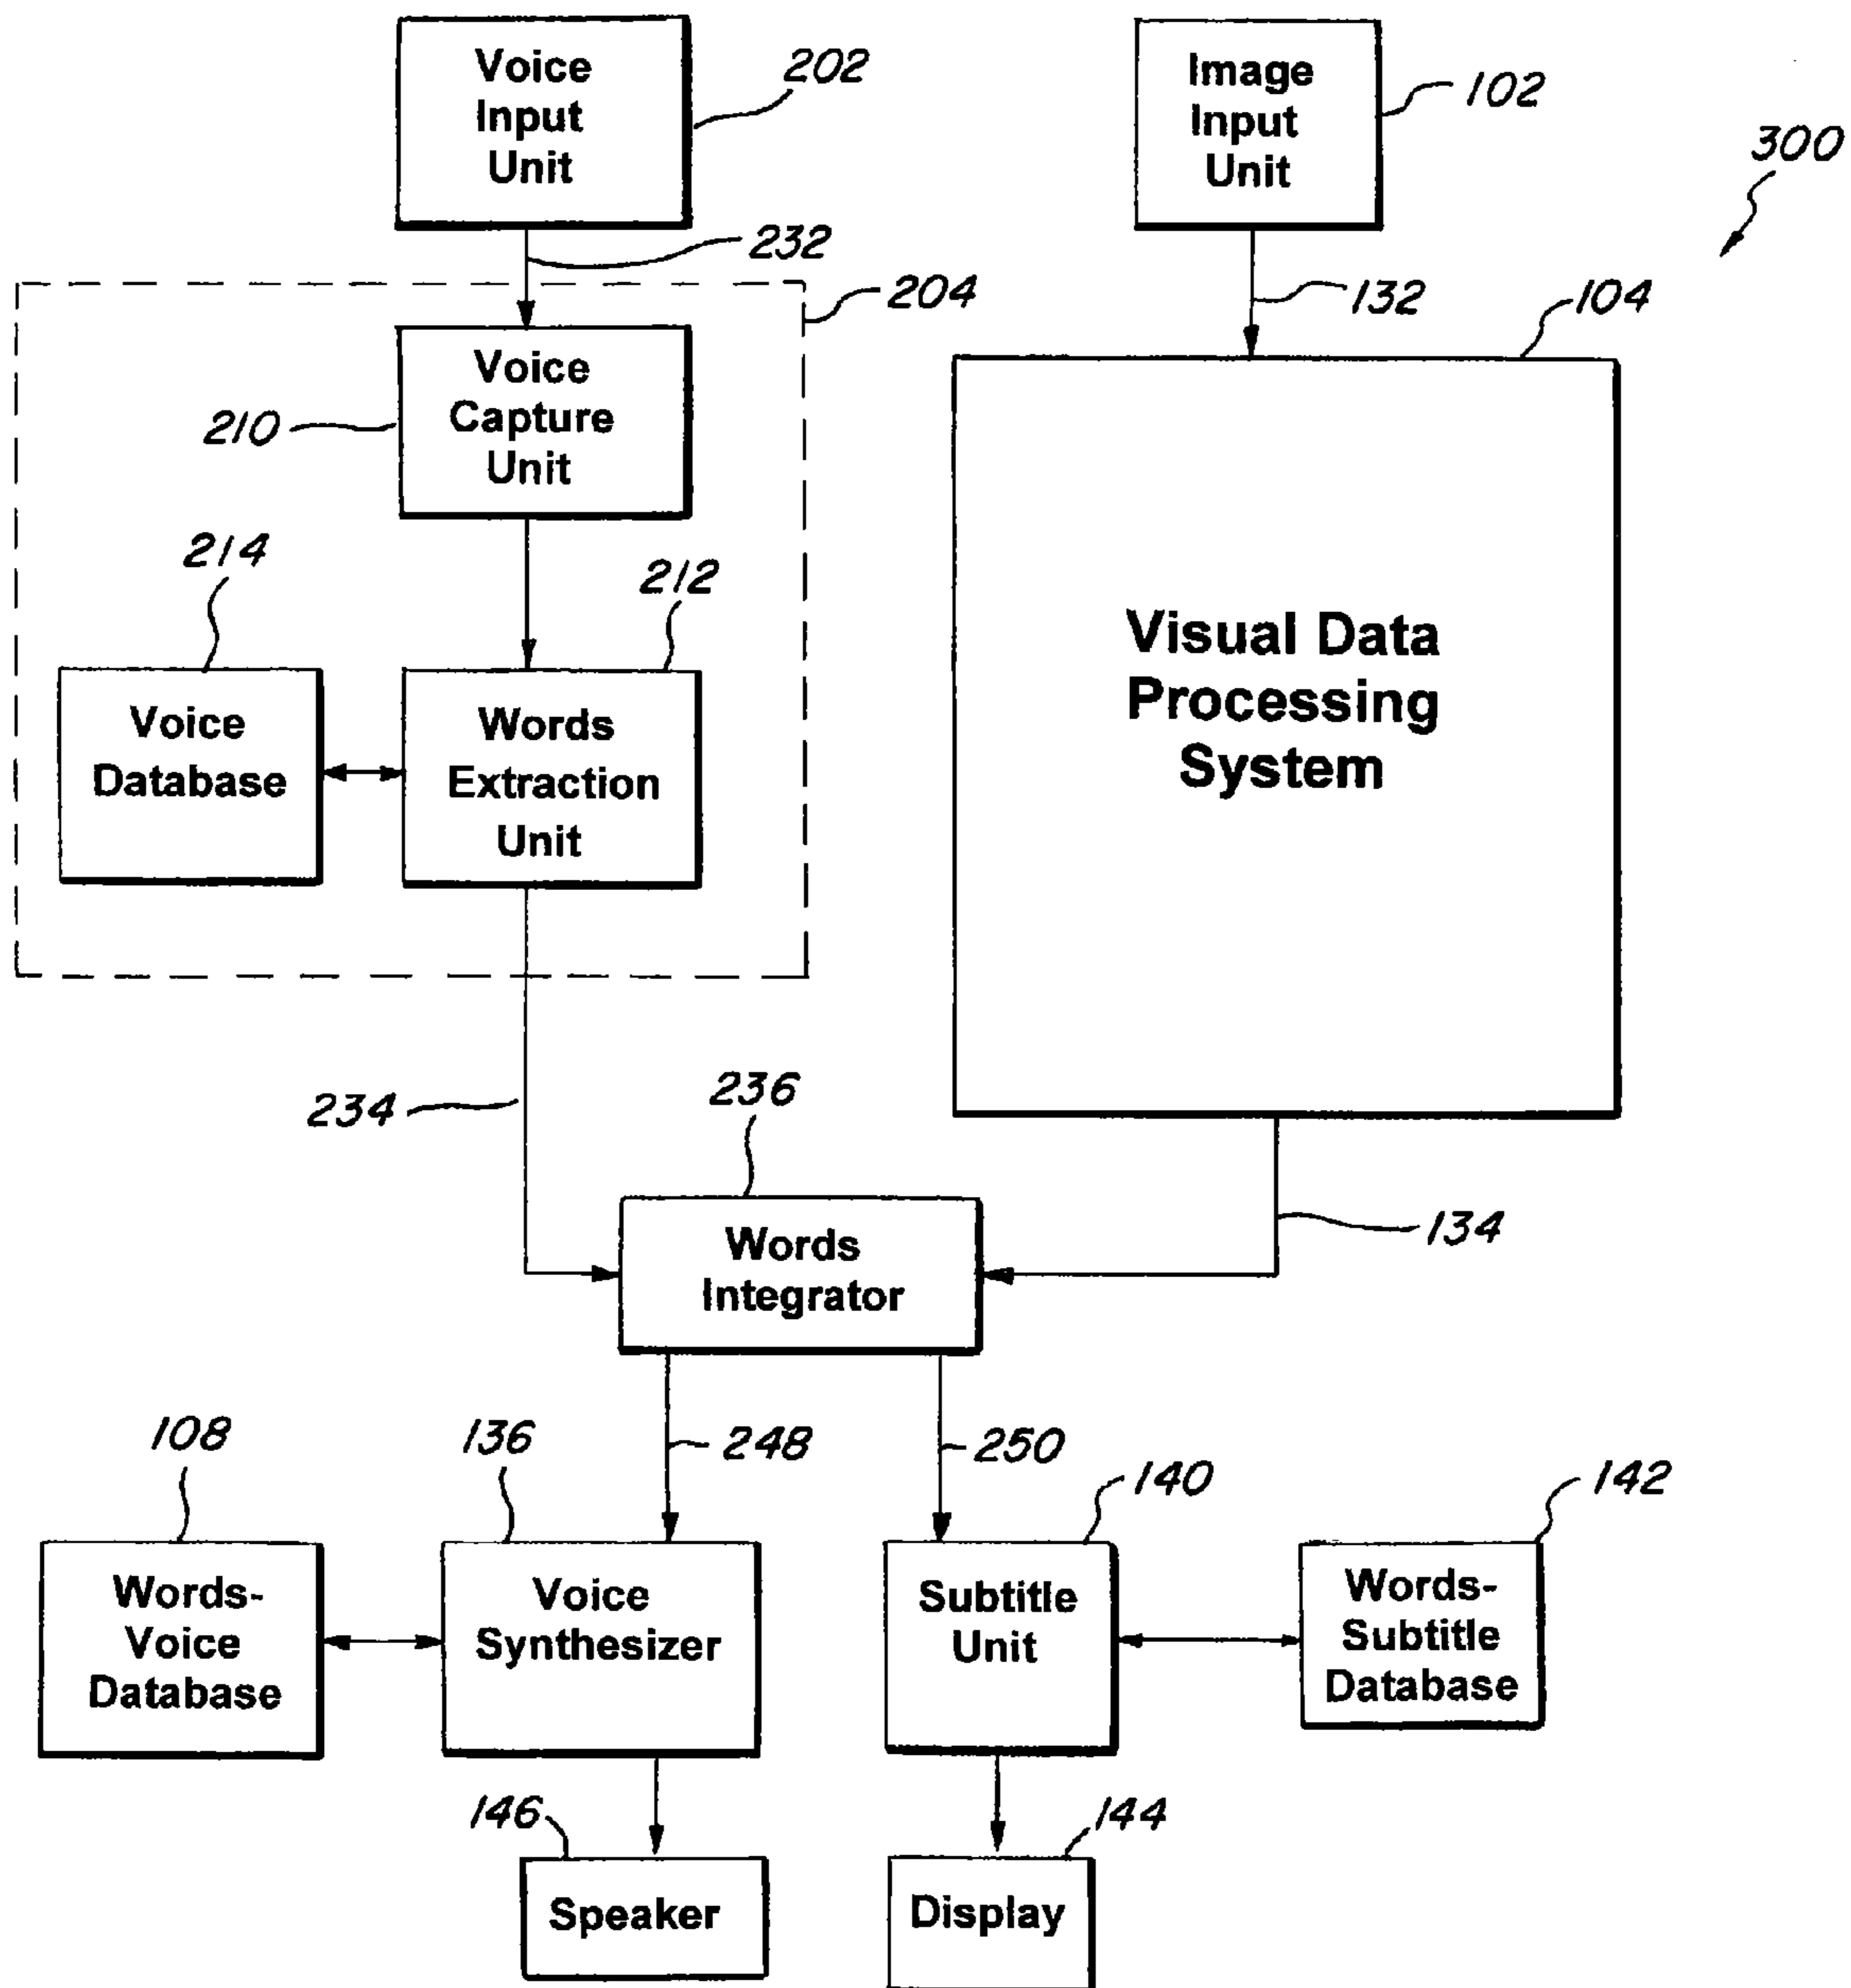 Voice
Input
Unit
202
Image
Input
Unit
102
300
232
132
204
104
Voice
Capture
Unit
210
214
212
Voice
Database
Words
Extraction
Unit
Visual Data
Processing
System
234
236
134
Words
Integrator
248
250
108
136
140
142
Words-
Voice
Database
Voice
Synthesizer
Subtitle
Unit
Words-
Subtitle
Database
146
144
Speaker
Display